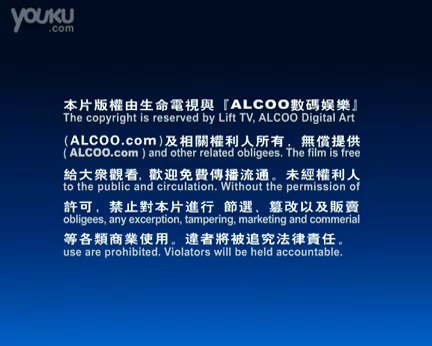 YOUKU
.com
本片版權由生命電視與『ALCOO數碼娛樂』
The copyright is reserved by Lift TV, ALCOO Digital Art
(ALCOO.com)及相關權利人所有，無償提供
( ALCOO.com ) and other related obligees. The film is free
給大眾觀看，歡迎免費傳播流通。未經權利人
to the public and circulation. Without the permission of
許可，禁止對本片進行 節選、篡改以及販賣
obligees, any excerption, tampering, marketing and commerial
等各類商業使用。違者將被追究法律責任。
use are prohibited. Violators will be held accountable.